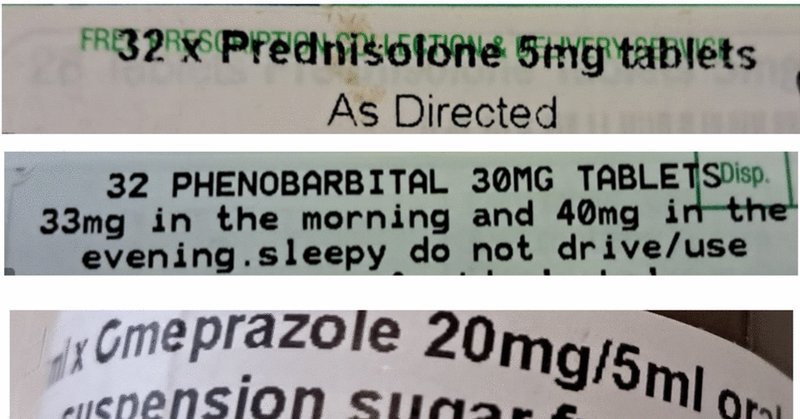 FREE PRESCRIPTION COLLECTION & DELIVERY SERVICE
32 x Prednisolone 5mg tablets
As Directed
32 PHENOBARBITAL 30MG TABLETS Disp.
33mg in the morning and 40mg in the
evening.sleepy do not drive/use
x Omeprazole 20mg/5ml oral
suspension sugar